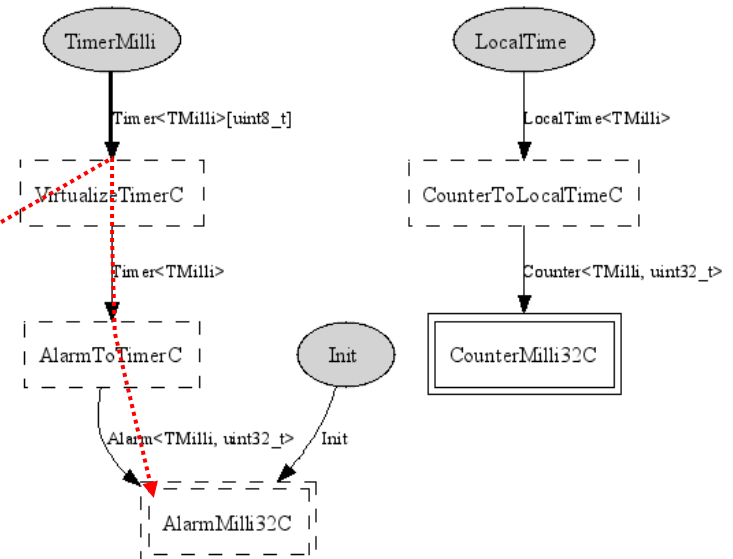 TimerMilli
LocalTime
Timer<TMilli>[uint8_t]
LocalTime<TMilli>
VirtualizeTimerC
CounterToLocalTimeC
Timer<TMilli>
Counter<TMilli, uint32_t>
AlarmToTimerC
Init
CounterMilli32C
Alarm<TMilli, uint32_t>
Init
AlarmMilli32C